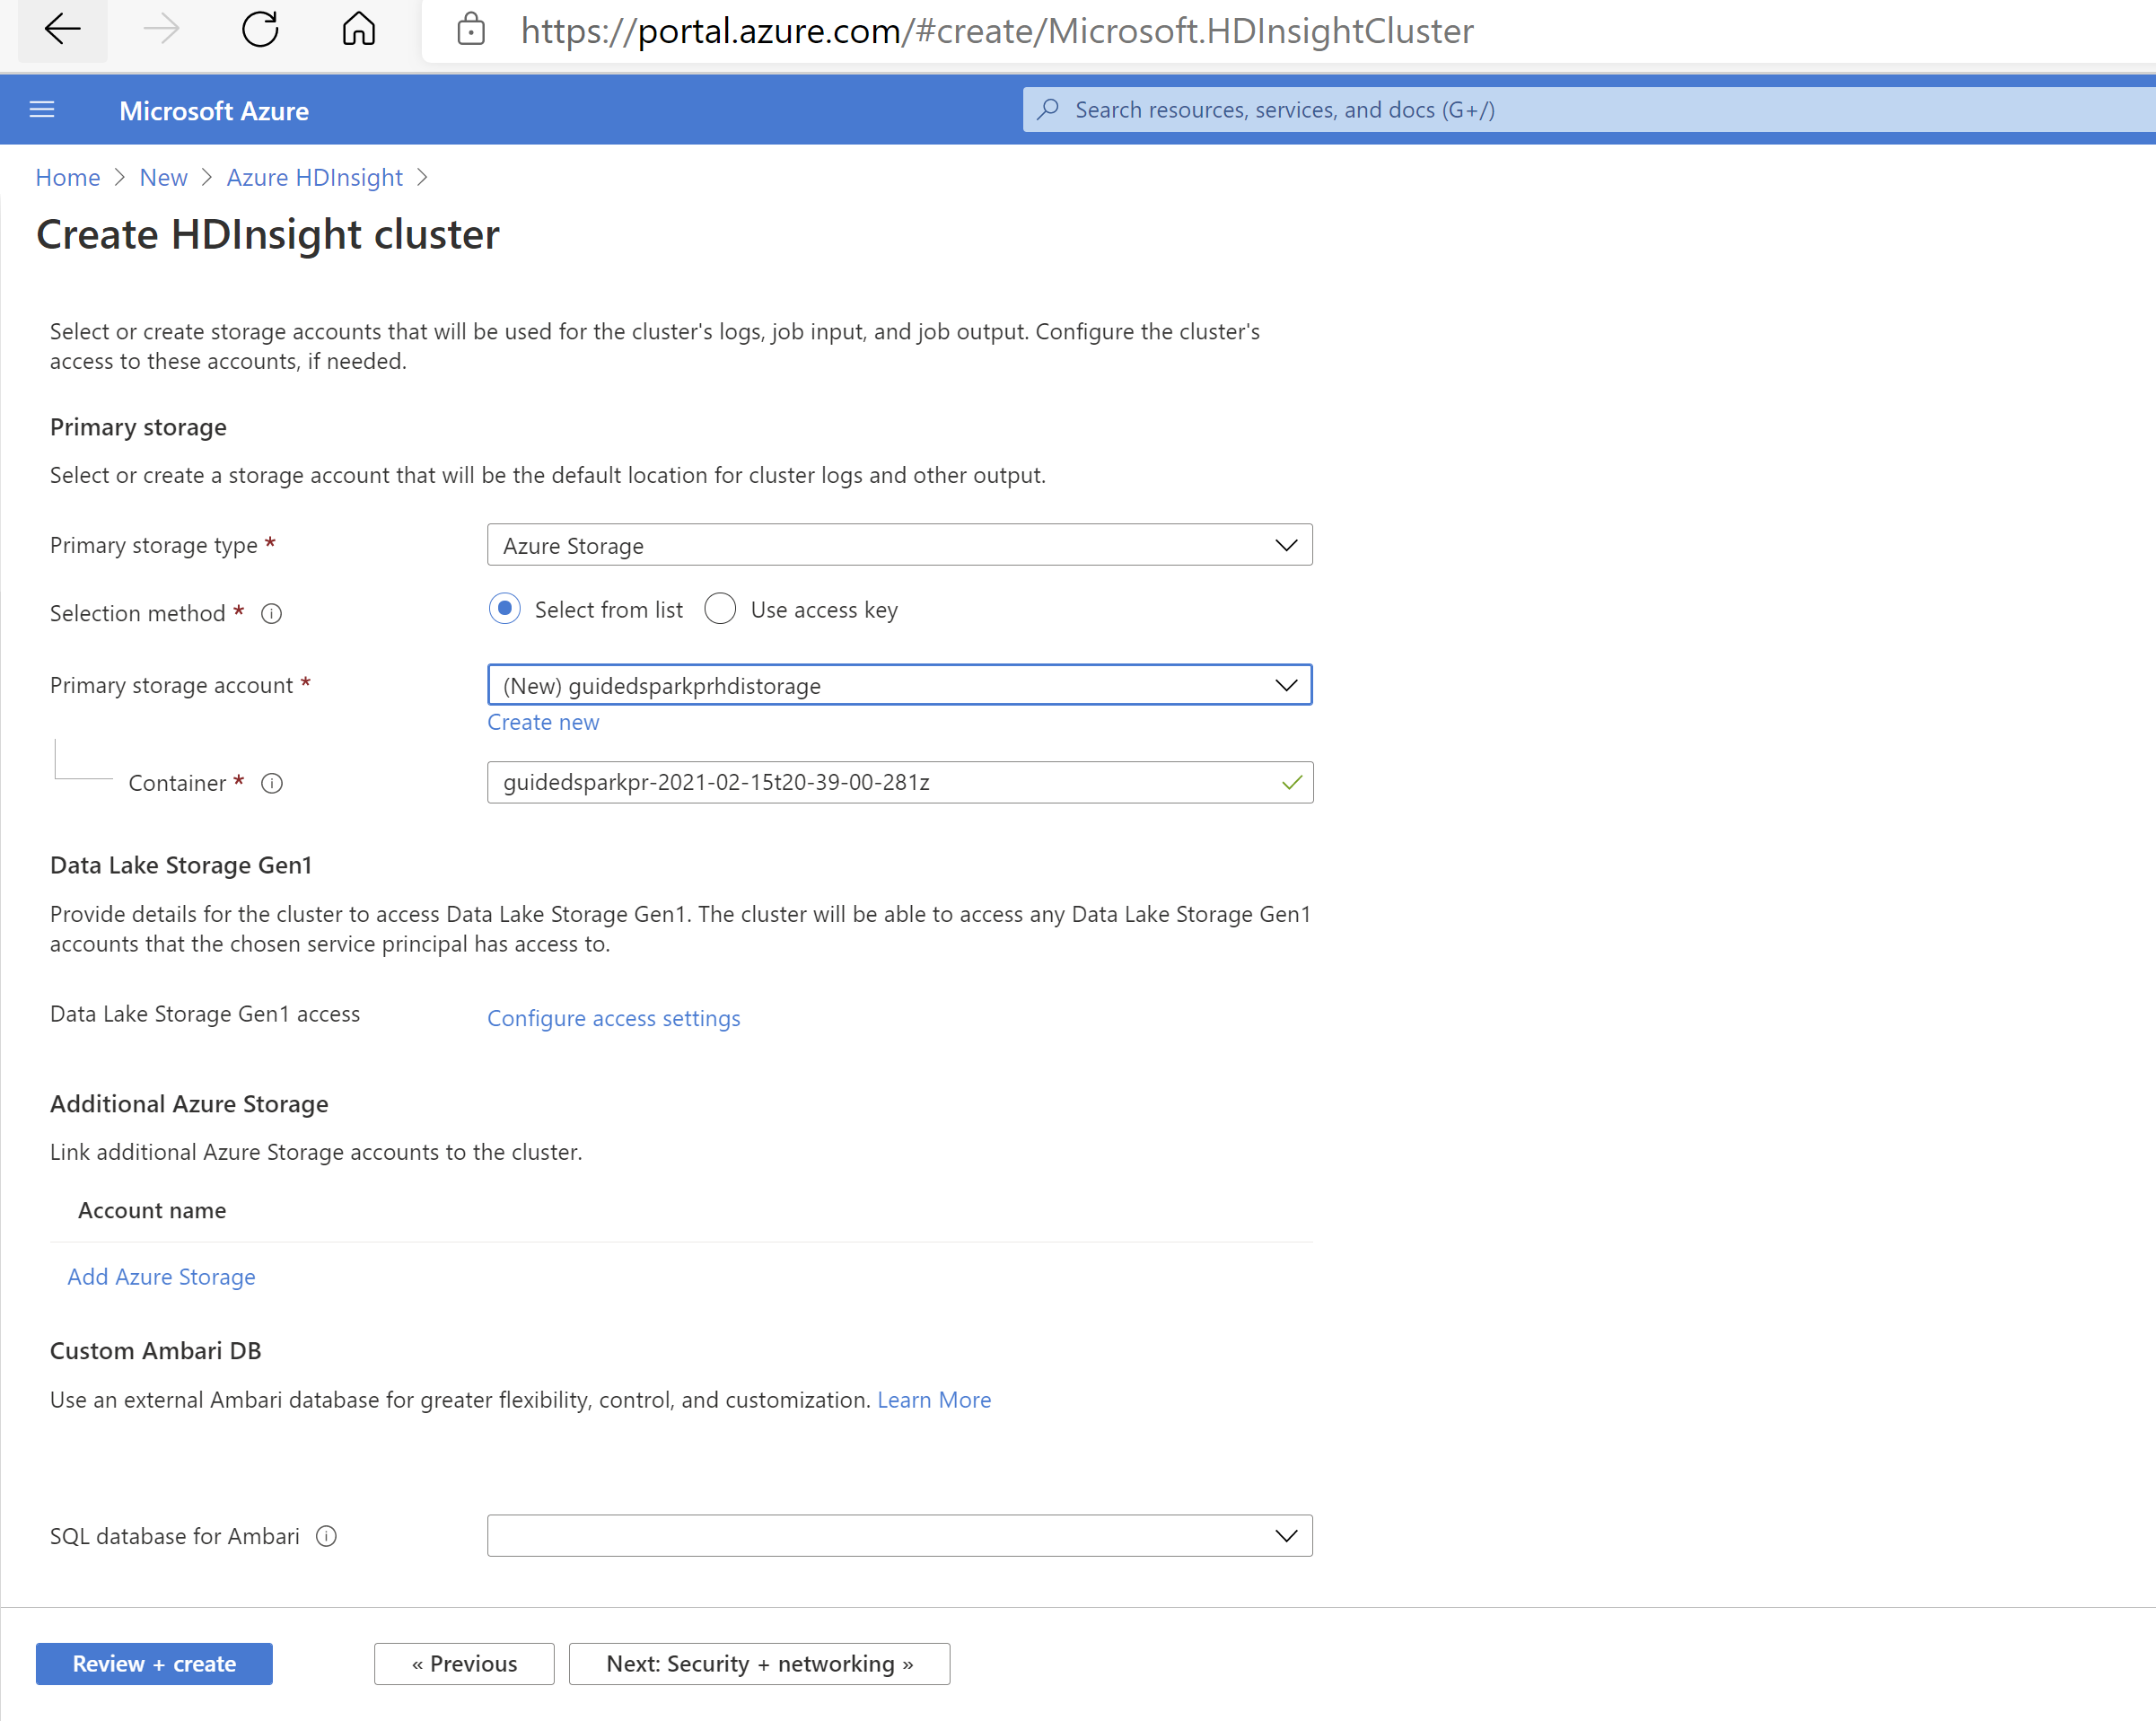 https://portal.azure.com/#create/Microsoft.HDInsightCluster
Microsoft Azure
Search resources, services, and docs (G+/)
Home > New > Azure HDInsight >
Create HDInsight cluster
Select or create storage accounts that will be used for the cluster's logs, job input, and job output. Configure the cluster's
access to these accounts, if needed.
Primary storage
Select or create a storage account that will be the default location for cluster logs and other output.
Primary storage type *
Azure Storage
Selection method *
Select from list
Use access key
Primary storage account *
(New) guidedsparkprhdistorage
Create new
Container *
guidedsparkpr-2021-02-15t20-39-00-281z
Data Lake Storage Gen1
Provide details for the cluster to access Data Lake Storage Gen1. The cluster will be able to access any Data Lake Storage Gen1
accounts that the chosen service principal has access to.
Data Lake Storage Gen1 access
Configure access settings
Additional Azure Storage
Link additional Azure Storage accounts to the cluster.
Account name
Add Azure Storage
Custom Ambari DB
Use an external Ambari database for greater flexibility, control, and customization. Learn More
SQL database for Ambari
Review + create
« Previous
Next: Security + networking »